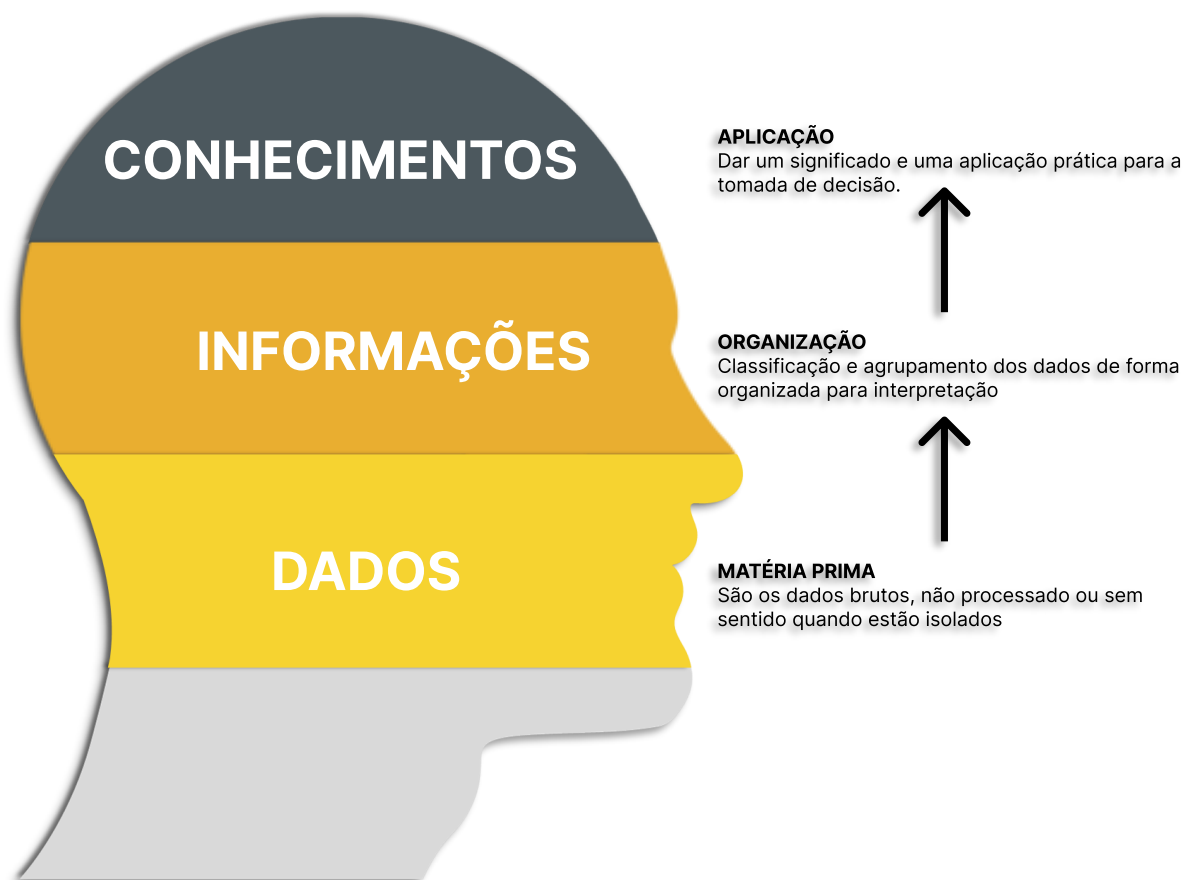 CONHECIMENTOS
APLICAÇÃO
Dar um significado e uma aplicação prática para a
tomada de decisão.
INFORMAÇÕES
ORGANIZAÇÃO
Classificação e agrupamento dos dados de forma
organizada para interpretação
DADOS
MATÉRIA PRIMA
São os dados brutos, não processado ou sem
sentido quando estão isolados